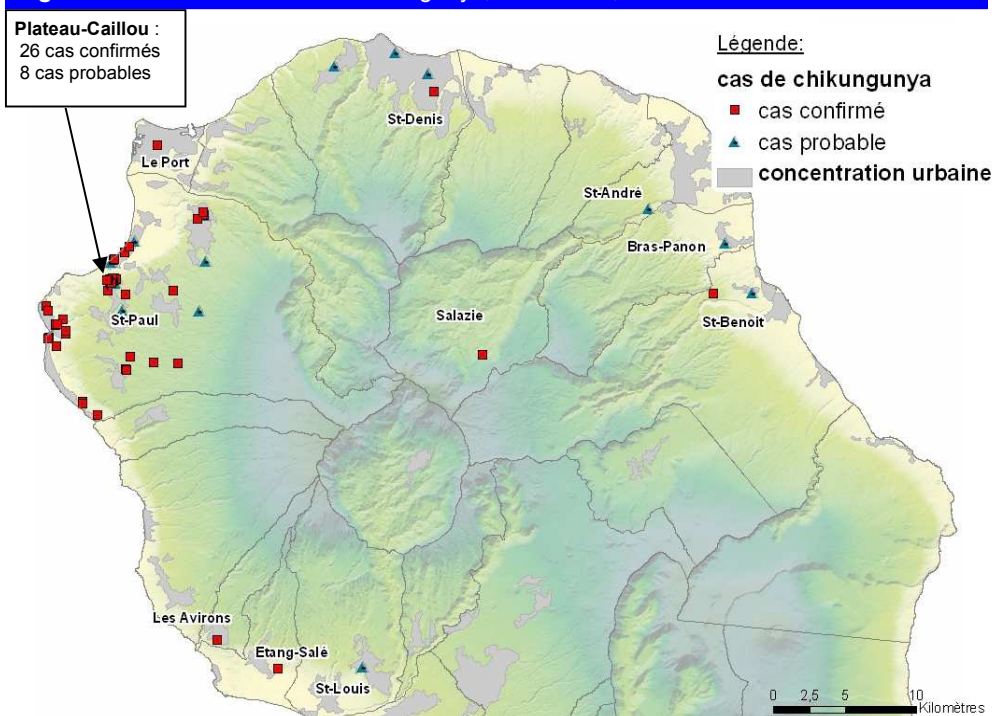 Plateau-Caillou :
26 cas confirmés
8 cas probables
Légende:
cas de chikungunya
cas confirmé
cas probable
concentration urbaine
St-Denis
Le Port
St-André
Bras-Panon
St-Paul
Salazie
St-Benoit
Les Avirons
Etang-Salé
St-Louis
0 2,5 5 10
Kilomètres